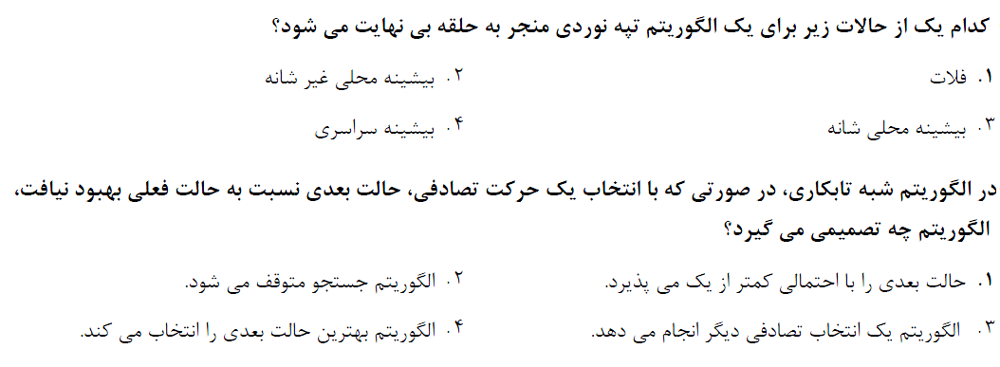 کدام یک از حالات زیر برای یک الگوریتم تپه نوردی منجر به حلقه بی نهایت می شود؟
۱. فلات ۲. بیشینه محلی غیر شانه
۳. بیشینه محلی شانه ۴. بیشینه سراسری
در الگوریتم شبه تابکاری، در صورتی که با انتخاب یک حرکت تصادفی، حالت بعدی نسبت به حالت فعلی بهبود نیافت،
الگوریتم چه تصمیمی می گیرد؟
۱. حالت بعدی را با احتمالی کمتر از یک می پذیرد. ۲. الگوریتم جستجو متوقف می شود.
۳. الگوریتم یک انتخاب تصادفی دیگر انجام می دهد. ۴. الگوریتم بهترین حالت بعدی را انتخاب می کند.